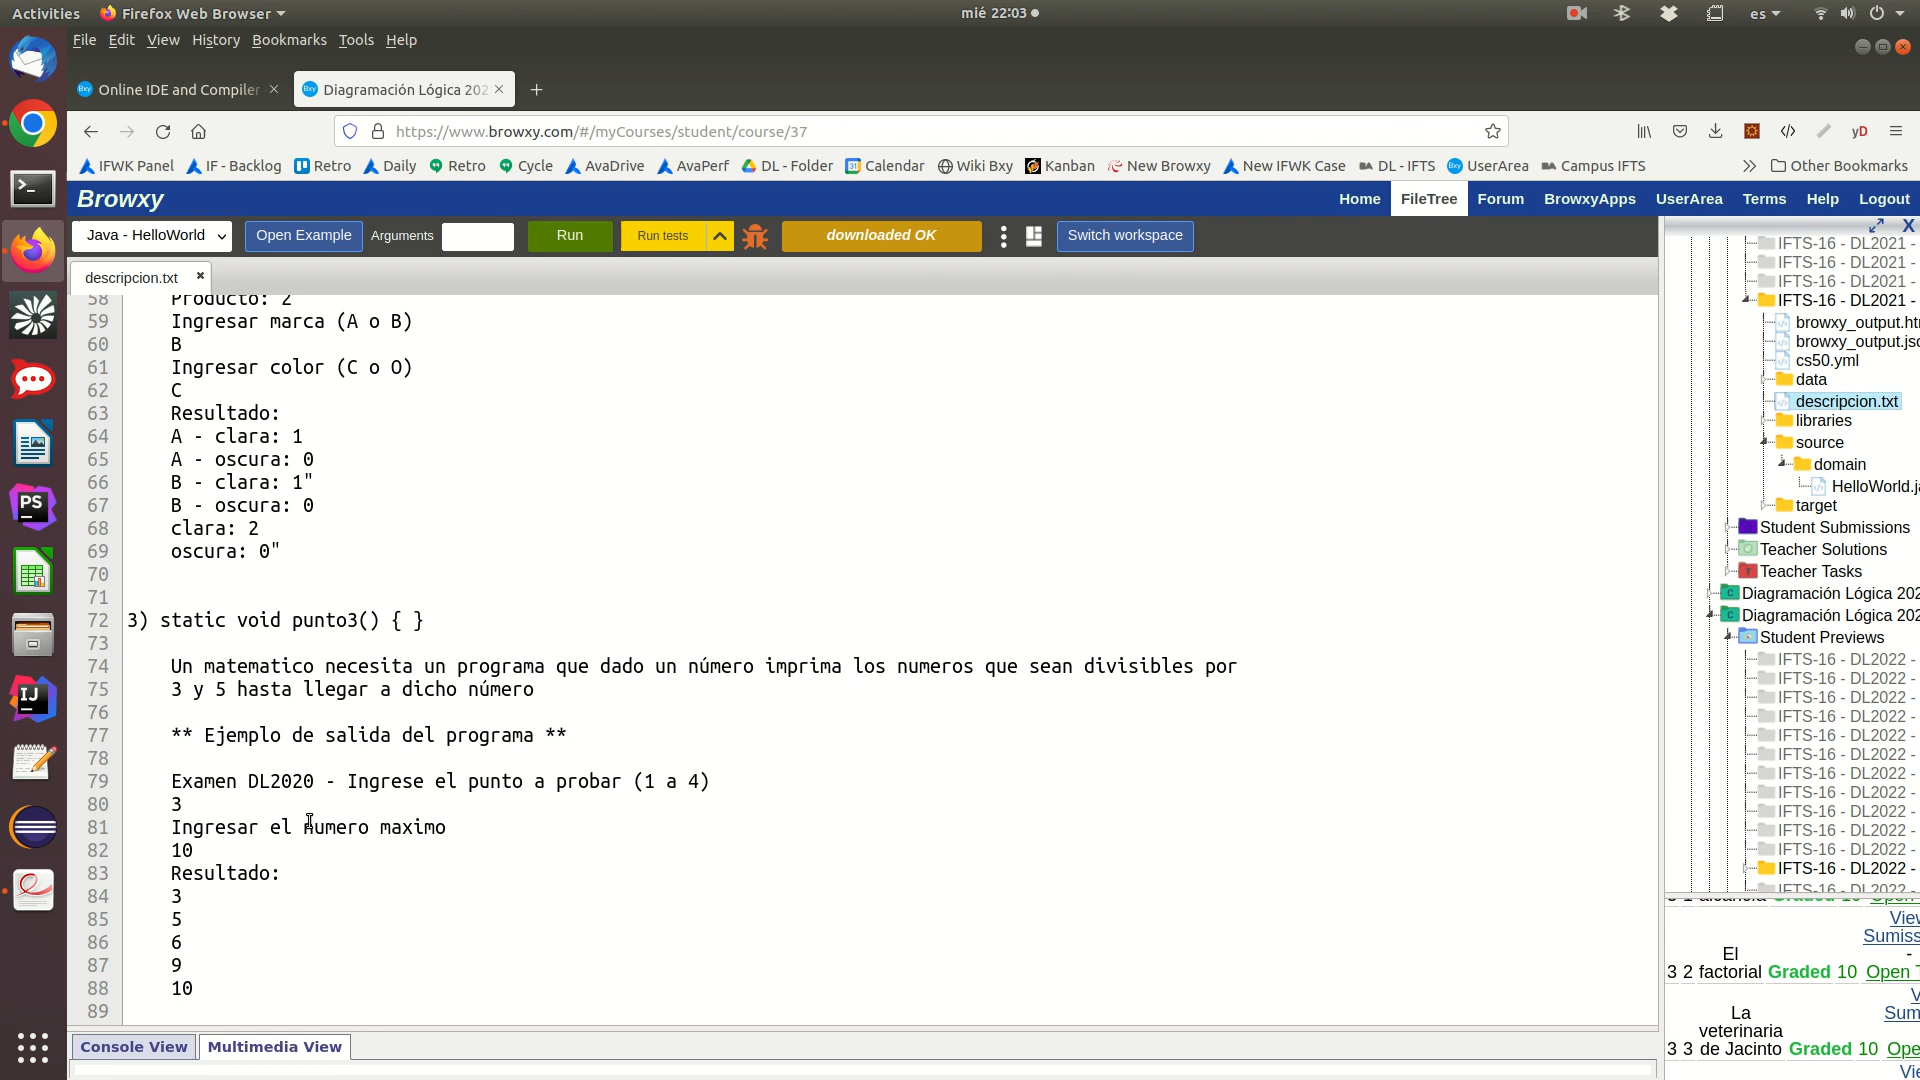 Activities Firefox Web Browser mié 22:03 es
File Edit View History Bookmarks Tools Help
Online IDE and Compiler Diagramación Lógica 202
https://www.browxy.com/#/myCourses/student/course/37
IFWK Panel IF - Backlog Retro Daily Retro Cycle AvaDrive AvaPerf DL - Folder Calendar Wiki Bxy Kanban New Browxy New IFWK Case DL - IFTS UserArea Campus IFTS Other Bookmarks
Browxy Home FileTree Forum BrowxyApps UserArea Terms Help Logout
Java - HelloWorld Open Example Arguments Run Run tests downloaded OK Switch workspace X
descripcion.txt
58 Producto: 2
59 Ingresar marca (A o B)
60 B
61 Ingresar color (C o O)
62 C
63 Resultado:
64 A - clara: 1
65 A - oscura: 0
66 B - clara: 1"
67 B - oscura: 0
68 clara: 2
69 oscura: 0"
70
71
72 3) static void punto3() { }
73
74 Un matematico necesita un programa que dado un número imprima los numeros que sean divisibles por
75 3 y 5 hasta llegar a dicho número
76
77 ** Ejemplo de salida del programa **
78
79 Examen DL2020 - Ingrese el punto a probar (1 a 4)
80 3
81 Ingresar el numero maximo
82 10
83 Resultado:
84 3
85 5
86 6
87 9
88 10
89
Console View Multimedia View
IFTS-16 - DL2021 -
IFTS-16 - DL2021 -
IFTS-16 - DL2021 -
IFTS-16 - DL2021 -
browxy_output.ht
browxy_output.jso
cs50.yml
data
descripcion.txt
libraries
source
domain
HelloWorld.j
target
Student Submissions
Teacher Solutions
Teacher Tasks
Diagramación Lógica 202
Diagramación Lógica 202
Student Previews
IFTS-16 - DL2022 -
IFTS-16 - DL2022 -
IFTS-16 - DL2022 -
IFTS-16 - DL2022 -
IFTS-16 - DL2022 -
IFTS-16 - DL2022 -
IFTS-16 - DL2022 -
IFTS-16 - DL2022 -
IFTS-16 - DL2022 -
IFTS-16 - DL2022 -
IFTS-16 - DL2022 -
IFTS-16 - DL2022 -
IFTS-16 - DL2022 -
View
Sumiss
El -
3 2 factorial Graded 10 Open T
V
La Sum
veterinaria
3 3 de Jacinto Graded 10 Ope
Vie